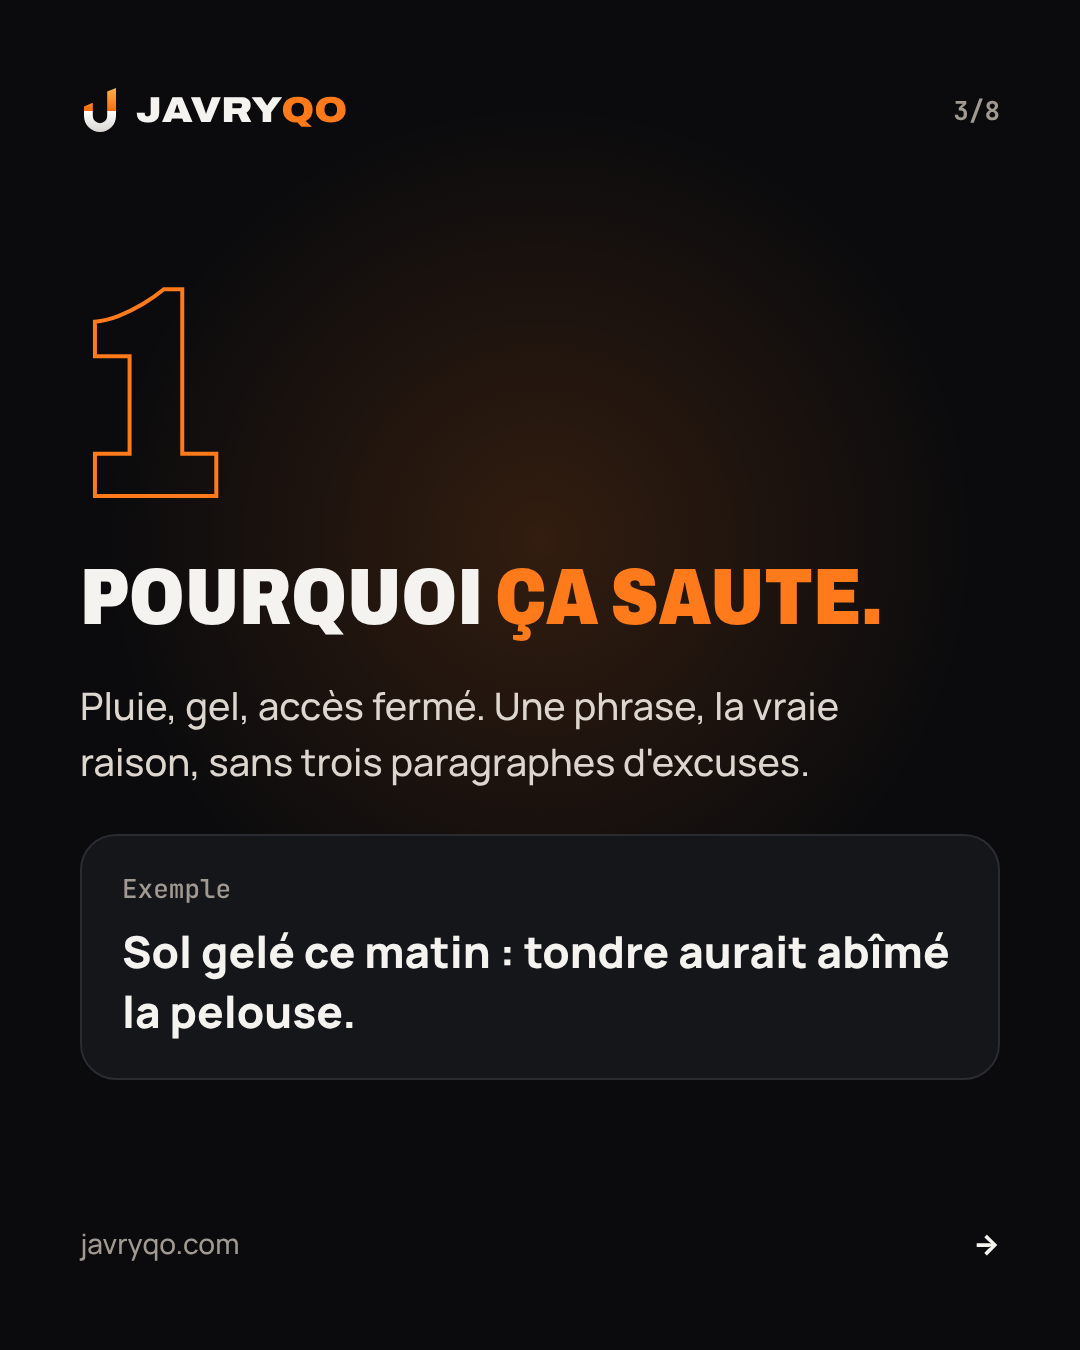 JAVRYQO
3/8
1
POURQUOI ÇA SAUTE.
Pluie, gel, accès fermé. Une phrase, la vraie
raison, sans trois paragraphes d'excuses.
Exemple
Sol gelé ce matin : tondre aurait abîmé
la pelouse.
javryqo.com
→